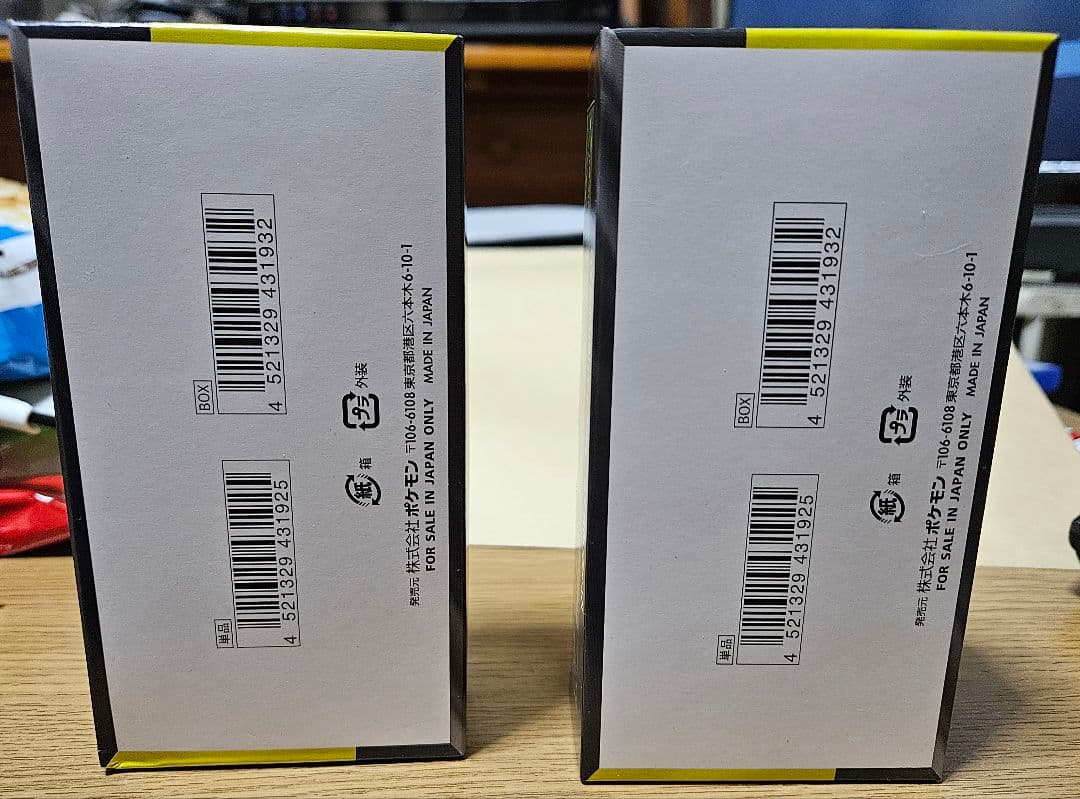 BOX
4 521329 431932
単品
4 521329 431925
プラ 外装
紙 箱
発売元 株式会社 ポケモン 〒106-6108 東京都港区六本木6-10-1
FOR SALE IN JAPAN ONLY MADE IN JAPAN
BOX
4 521329 431932
単品
4 521329 431925
プラ 外装
紙 箱
発売元 株式会社 ポケモン 〒106-6108 東京都港区六本木6-10-1
FOR SALE IN JAPAN ONLY MADE IN JAPAN